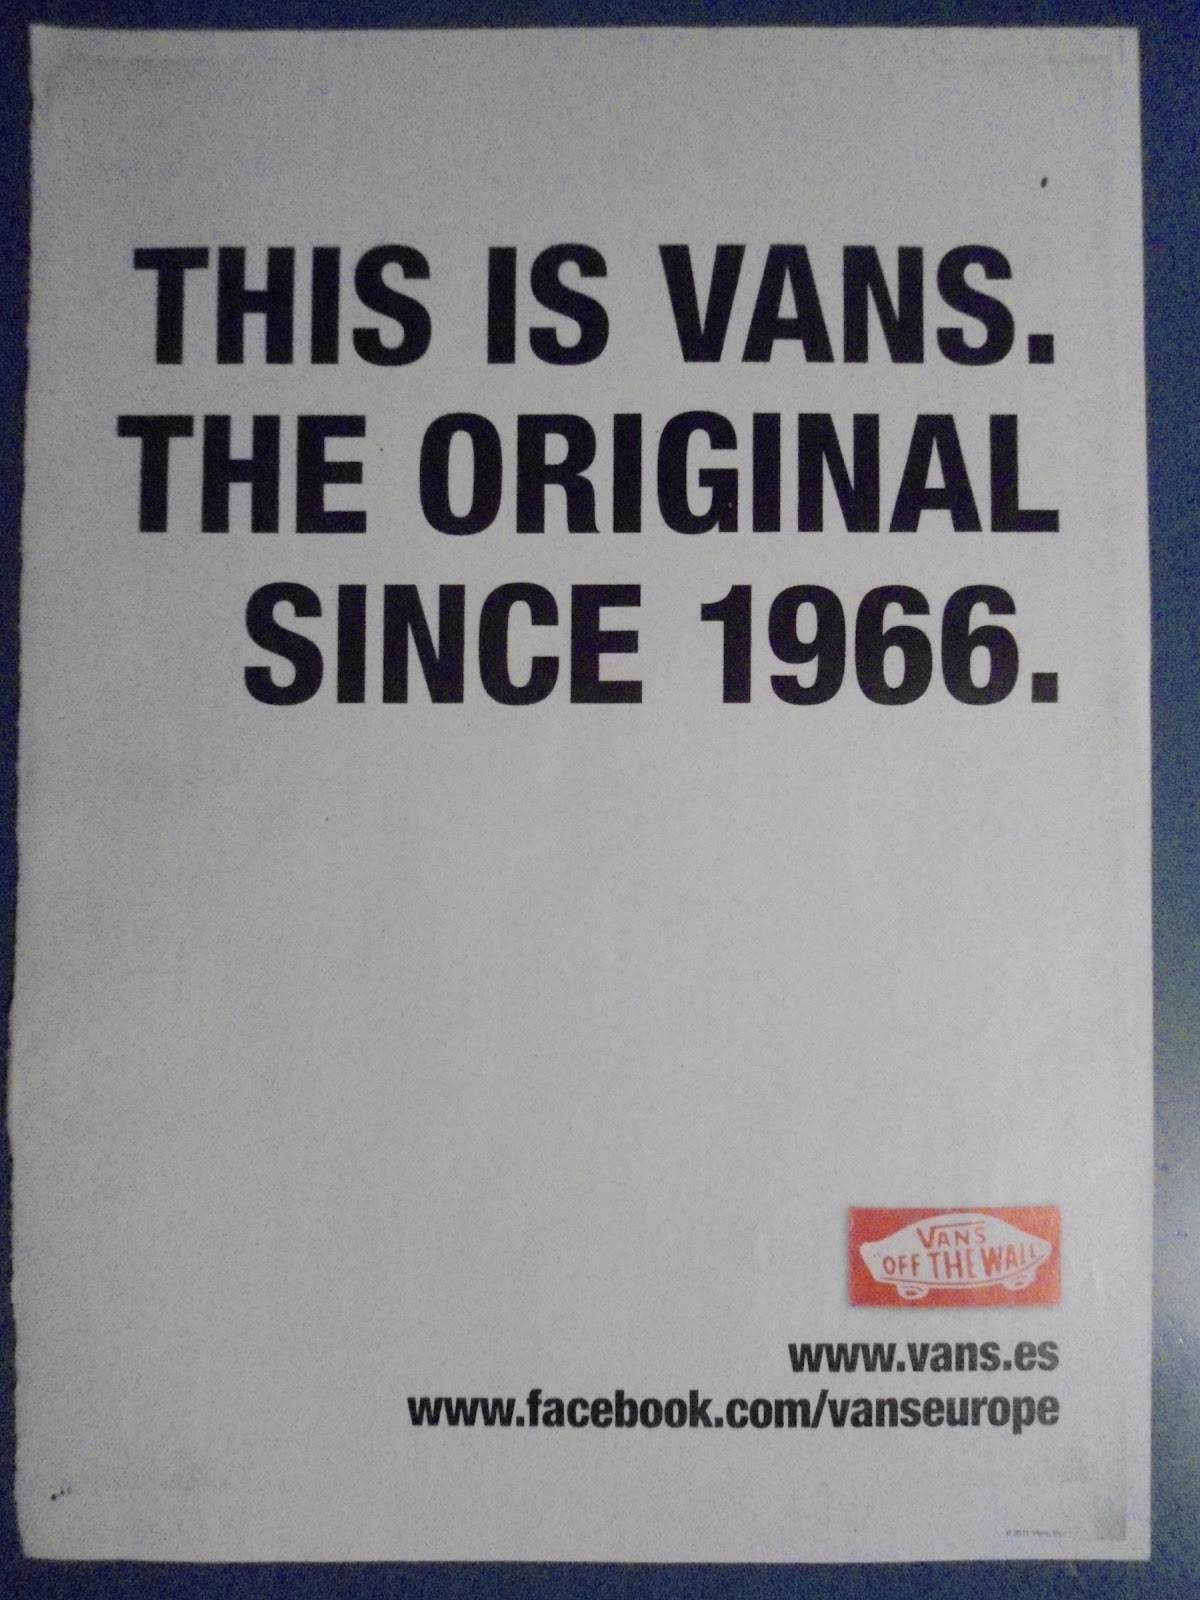 THIS IS VANS.
THE ORIGINAL
SINCE 1966.
VANS
"OFF THE WALL
www.vans.es
www.facebook.com/vanseurope